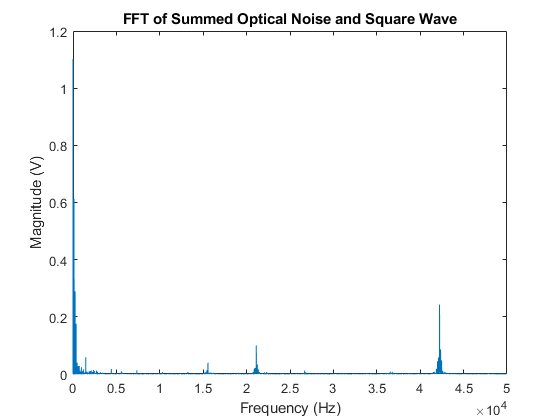 FFT of Summed Optical Noise and Square Wave
Magnitude (V)
1.2
1
0.8
0.6
0.4
0.2
0
0 0.5 1 1.5 2 2.5 3 3.5 4 4.5 5
Frequency (Hz)
×10⁴